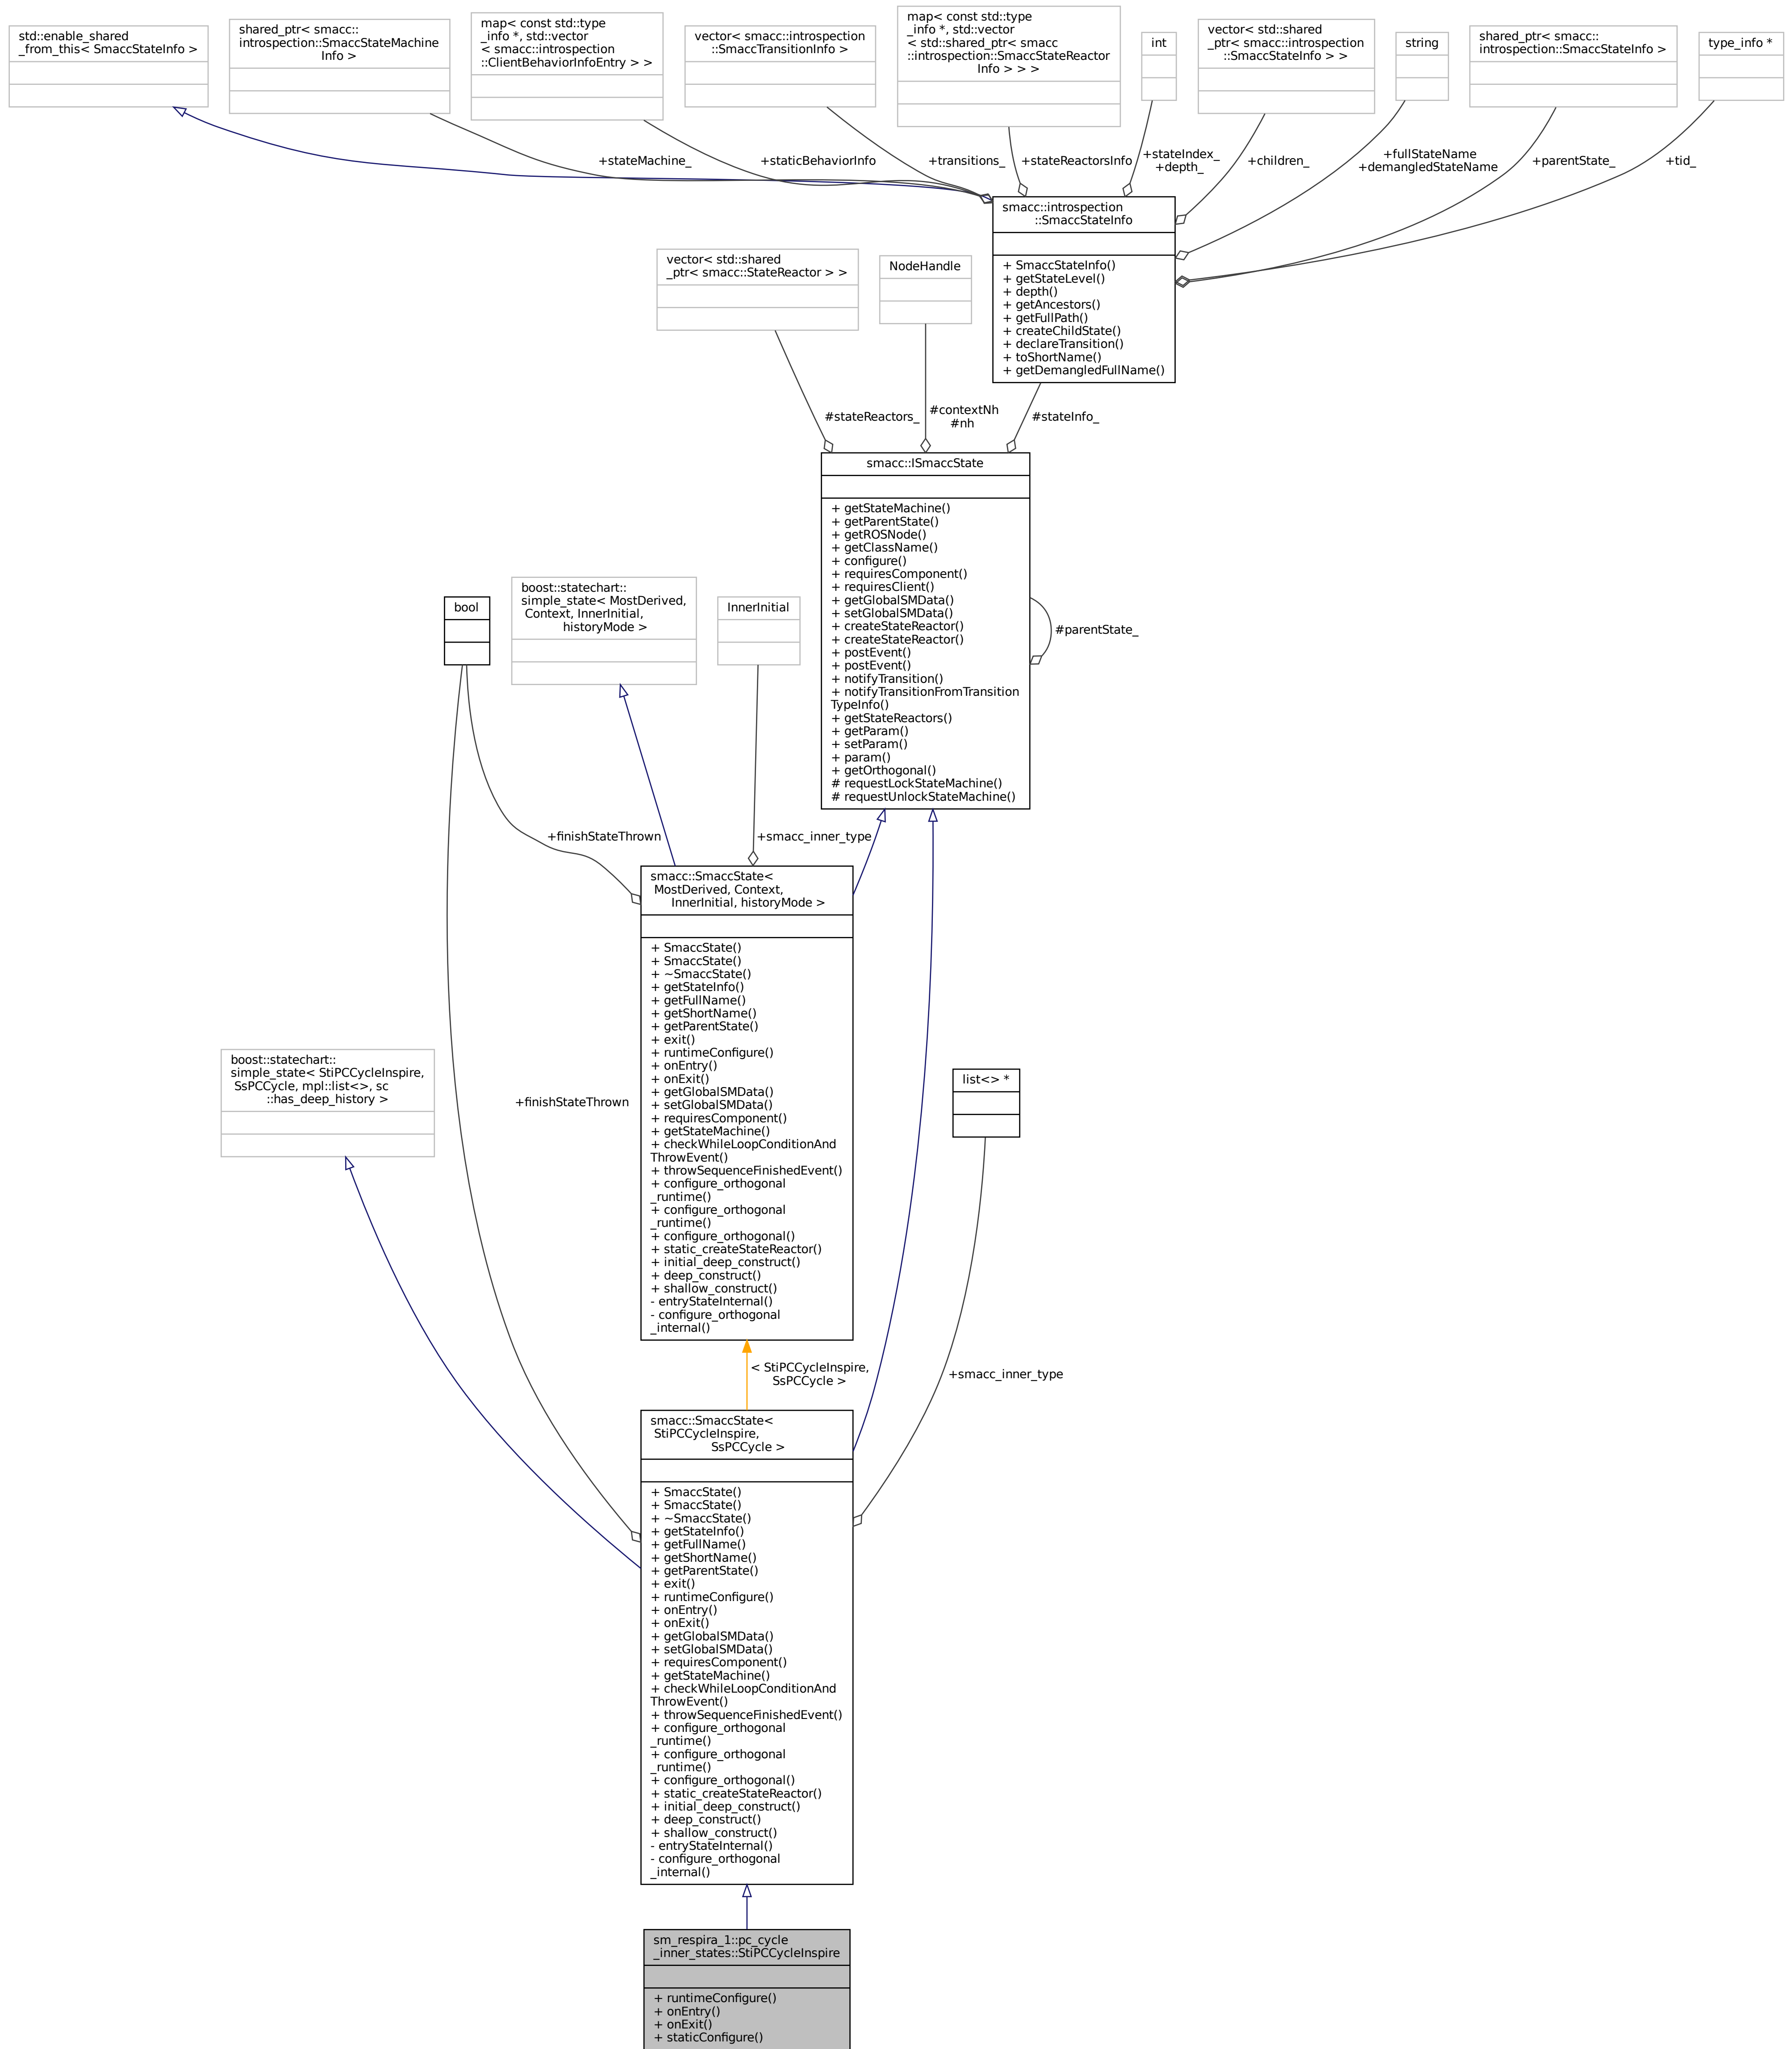 std::enable_shared
_from_this< SmaccStateInfo >
shared_ptr< smacc::
introspection::SmaccStateMachine
Info >
map< const std::type
_info *, std::vector
< smacc::introspection
::ClientBehaviorInfoEntry > >
vector< smacc::introspection
::SmaccTransitionInfo >
map< const std::type
_info *, std::vector
< std::shared_ptr< smacc
::introspection::SmaccStateReactor
Info > > >
int
vector< std::shared
_ptr< smacc::introspection
::SmaccStateInfo > >
string
shared_ptr< smacc::
introspection::SmaccStateInfo >
type_info *
+stateMachine_
+staticBehaviorInfo
+transitions_
+stateReactorsInfo
+stateIndex_
+depth_
+children_
+fullStateName
+demangledStateName
+parentState_
+tid_
smacc::introspection
::SmaccStateInfo
+ SmaccStateInfo()
+ getStateLevel()
+ depth()
+ getAncestors()
+ getFullPath()
+ createChildState()
+ declareTransition()
+ toShortName()
+ getDemangledFullName()
vector< std::shared
_ptr< smacc::StateReactor > >
NodeHandle
#stateReactors_
#contextNh
#nh
#stateInfo_
smacc::ISmaccState
+ getStateMachine()
+ getParentState()
+ getROSNode()
+ getClassName()
+ configure()
+ requiresComponent()
+ requiresClient()
+ getGlobalSMData()
+ setGlobalSMData()
+ createStateReactor()
+ createStateReactor()
+ postEvent()
+ postEvent()
+ notifyTransition()
+ notifyTransitionFromTransition
TypeInfo()
+ getStateReactors()
+ getParam()
+ setParam()
+ param()
+ getOrthogonal()
# requestLockStateMachine()
# requestUnlockStateMachine()
#parentState_
bool
boost::statechart::
simple_state< MostDerived,
Context, InnerInitial,
historyMode >
InnerInitial
+finishStateThrown
+smacc_inner_type
smacc::SmaccState<
MostDerived, Context,
InnerInitial, historyMode >
+ SmaccState()
+ SmaccState()
+ ~SmaccState()
+ getStateInfo()
+ getFullName()
+ getShortName()
+ getParentState()
+ exit()
+ runtimeConfigure()
+ onEntry()
+ onExit()
+ getGlobalSMData()
+ setGlobalSMData()
+ requiresComponent()
+ getStateMachine()
+ checkWhileLoopConditionAnd
ThrowEvent()
+ throwSequenceFinishedEvent()
+ configure_orthogonal
_runtime()
+ configure_orthogonal
_runtime()
+ configure_orthogonal()
+ static_createStateReactor()
+ initial_deep_construct()
+ deep_construct()
+ shallow_construct()
- entryStateInternal()
- configure_orthogonal
_internal()
boost::statechart::
simple_state< StiPCCycleInspire,
SsPCCycle, mpl::list<>, sc
::has_deep_history >
+finishStateThrown
list<> *
< StiPCCycleInspire,
SsPCCycle >
+smacc_inner_type
smacc::SmaccState<
StiPCCycleInspire,
SsPCCycle >
+ SmaccState()
+ SmaccState()
+ ~SmaccState()
+ getStateInfo()
+ getFullName()
+ getShortName()
+ getParentState()
+ exit()
+ runtimeConfigure()
+ onEntry()
+ onExit()
+ getGlobalSMData()
+ setGlobalSMData()
+ requiresComponent()
+ getStateMachine()
+ checkWhileLoopConditionAnd
ThrowEvent()
+ throwSequenceFinishedEvent()
+ configure_orthogonal
_runtime()
+ configure_orthogonal
_runtime()
+ configure_orthogonal()
+ static_createStateReactor()
+ initial_deep_construct()
+ deep_construct()
+ shallow_construct()
- entryStateInternal()
- configure_orthogonal
_internal()
sm_respira_1::pc_cycle
_inner_states::StiPCCycleInspire
+ runtimeConfigure()
+ onEntry()
+ onExit()
+ staticConfigure()